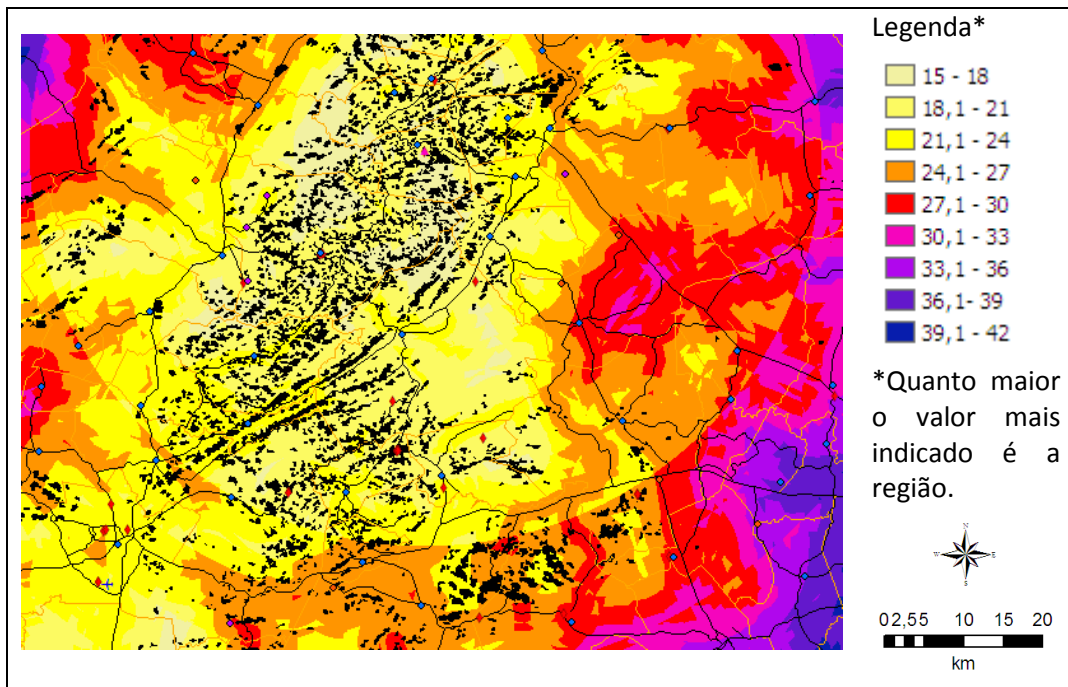 Legenda*
15 - 18
18,1 - 21
21,1 - 24
24,1 - 27
27,1 - 30
30,1 - 33
33,1 - 36
36,1- 39
39,1 - 42
*Quanto maior
o valor mais
indicado é a
região.
N
W E
S
0 2,5 5 10 15 20
km